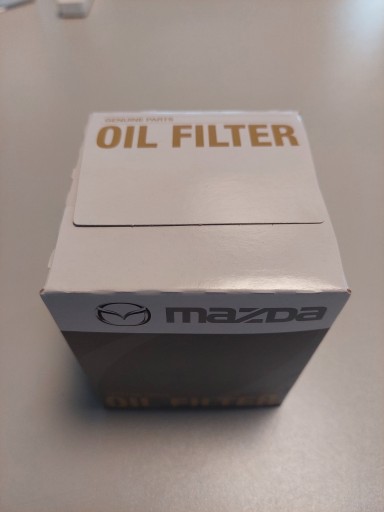 GENUINE PARTS
OIL FILTER
mazda
OIL FILTER